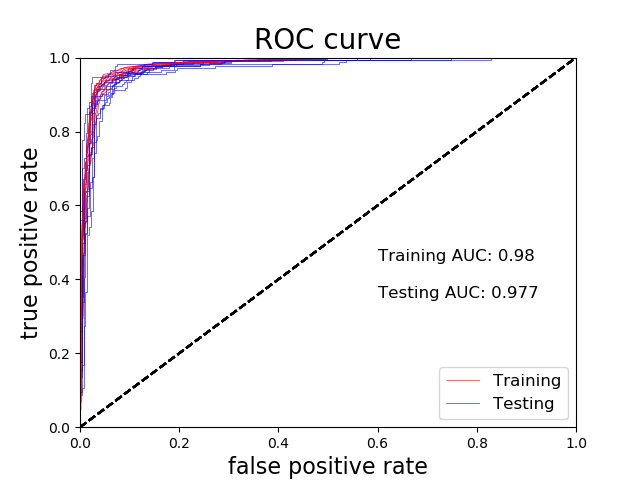 ROC curve
1.0
0.8
0.6
0.4
0.2
0.0
true positive rate
Training AUC: 0.98
Testing AUC: 0.977
Training
Testing
0.0 0.2 0.4 0.6 0.8 1.0
false positive rate